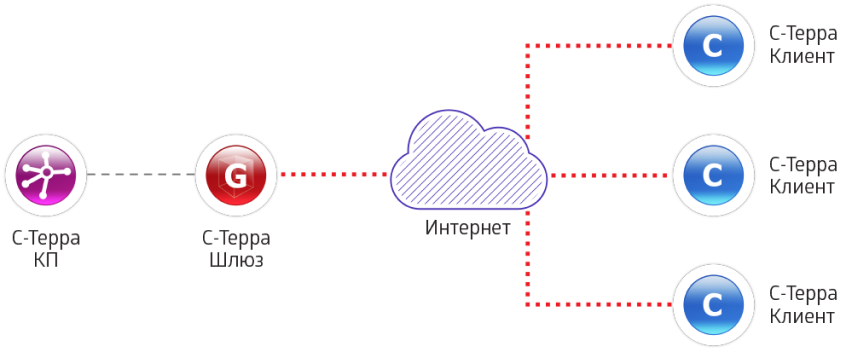 С-Терра
Клиент
С-Терра
Клиент
С-Терра
Клиент
Интернет
G
C
C
C
С-Терра
КП
С-Терра
Шлюз